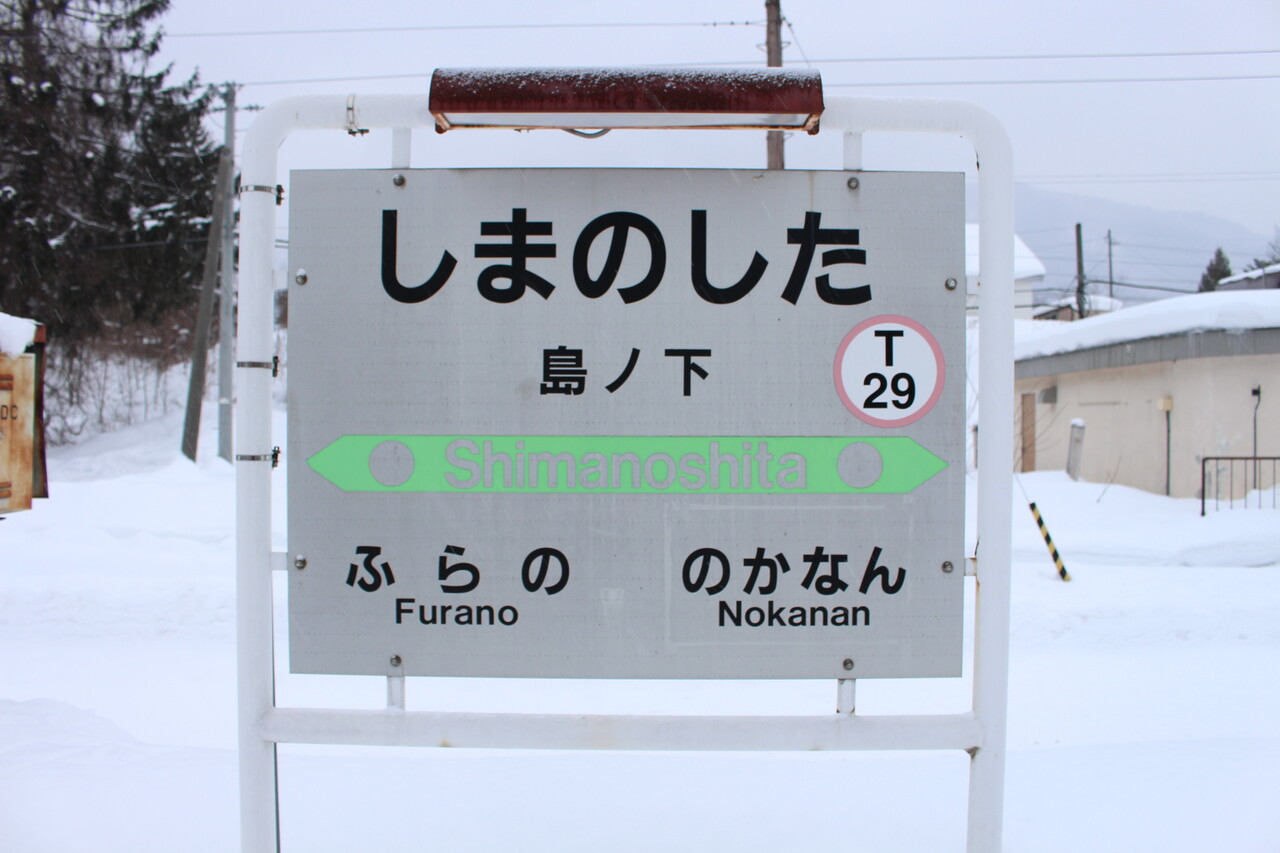 しまのした
島ノ下
T
29
Shimanoshita
ふらの のかなん
Furano Nokanan
DC